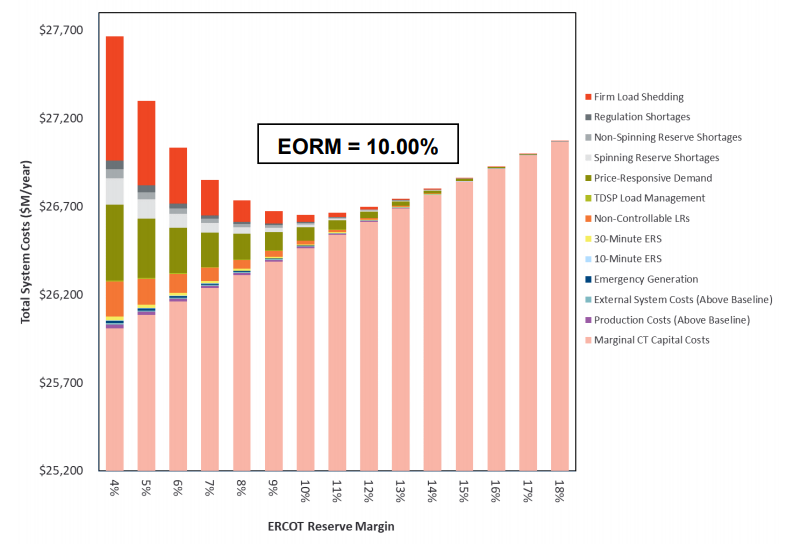 $27,700
$27,200
$26,700
$26,200
$25,700
$25,200
Total System Costs ($M/year)
EORM = 10.00%
4%
5%
6%
7%
8%
9%
10%
11%
12%
13%
14%
15%
16%
17%
18%
ERCOT Reserve Margin
Firm Load Shedding
Regulation Shortages
Non-Spinning Reserve Shortages
Spinning Reserve Shortages
Price-Responsive Demand
TDSP Load Management
Non-Controllable LRs
30-Minute ERS
10-Minute ERS
Emergency Generation
External System Costs (Above Baseline)
Production Costs (Above Baseline)
Marginal CT Capital Costs